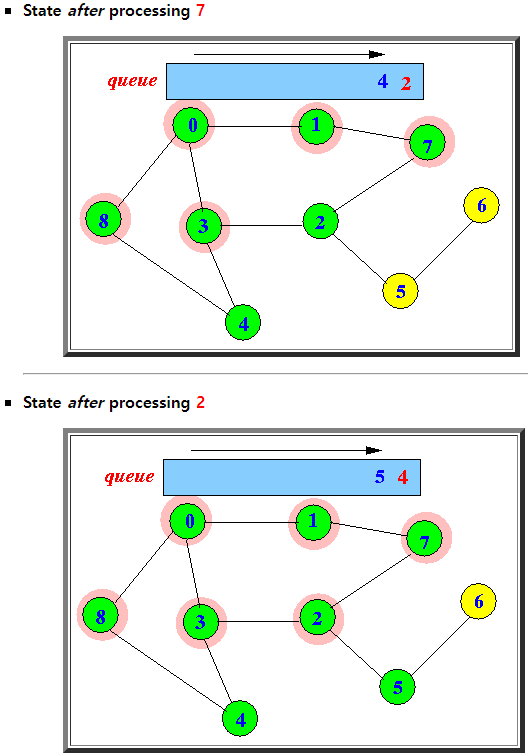 State after processing 7
queue 4 2
0 1 7
6
8 3 2
5
4
State after processing 2
queue 5 4
0 1 7
6
8 3 2
5
4